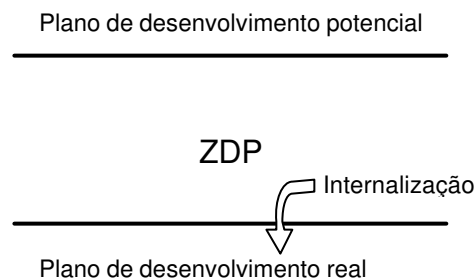 Plano de desenvolvimento potencial
ZDP
Internalização
Plano de desenvolvimento real